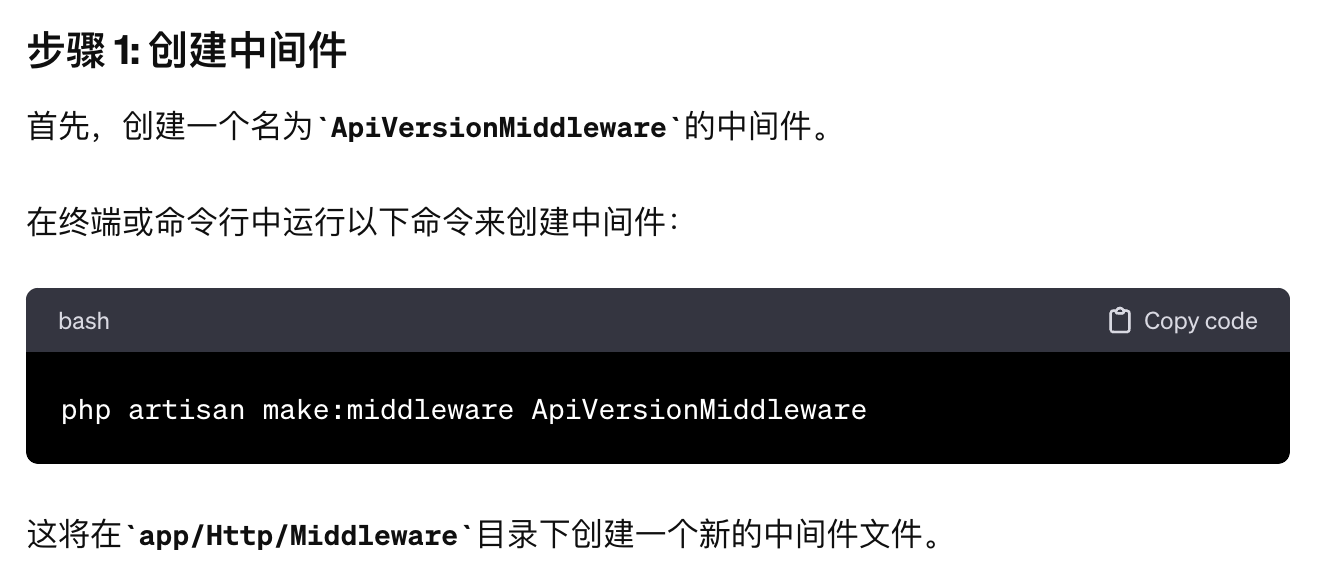 步骤 1: 创建中间件
首先，创建一个名为`ApiVersionMiddleware`的中间件。
在终端或命令行中运行以下命令来创建中间件：
bash
Copy code
php artisan make:middleware ApiVersionMiddleware
这将在`app/Http/Middleware`目录下创建一个新的中间件文件。